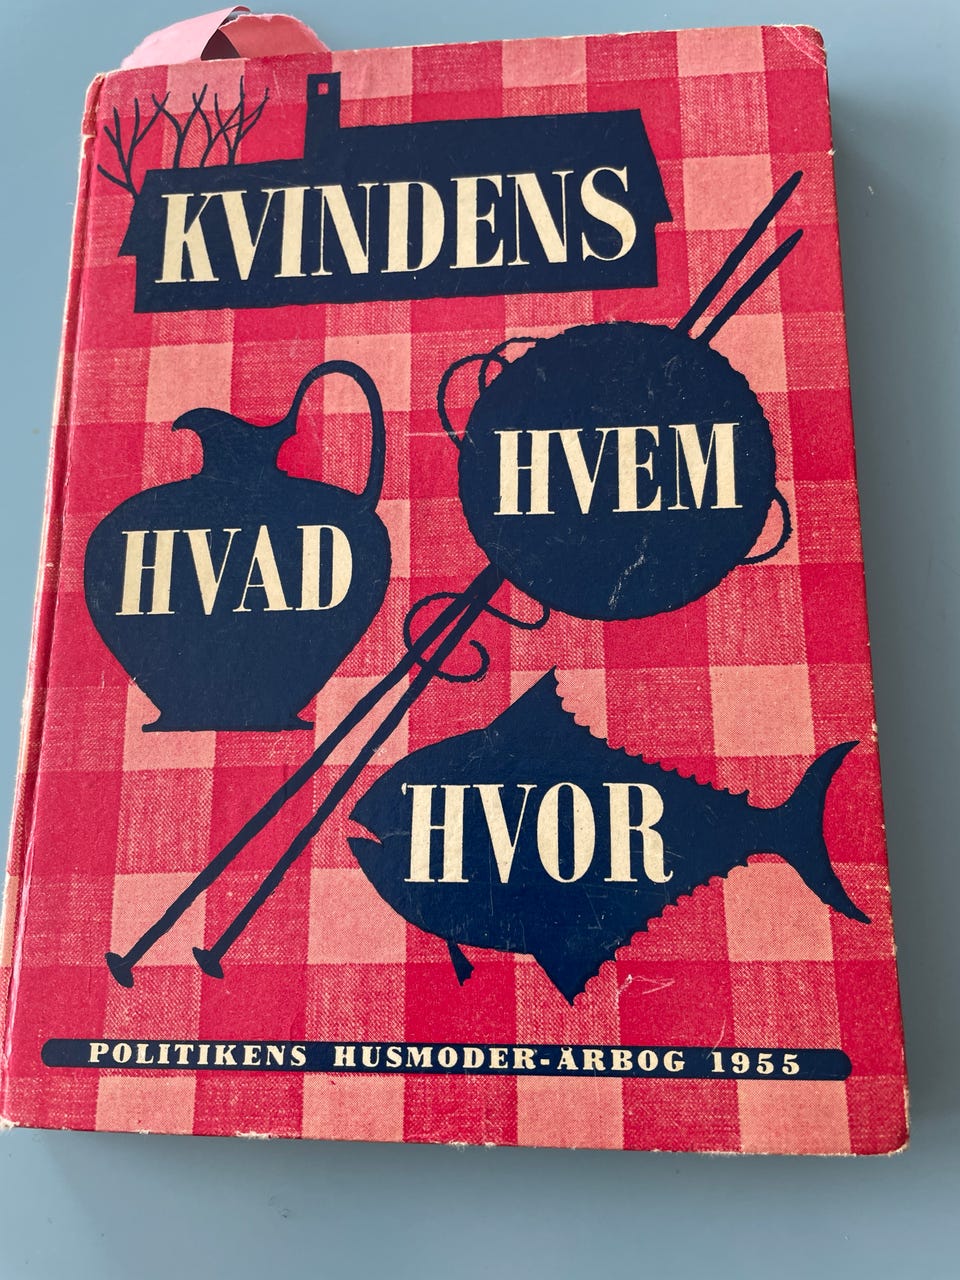 KVINDENS
HVEM
HVAD
HVOR
POLITIKENS HUSMODER-ÅRBOG 1955